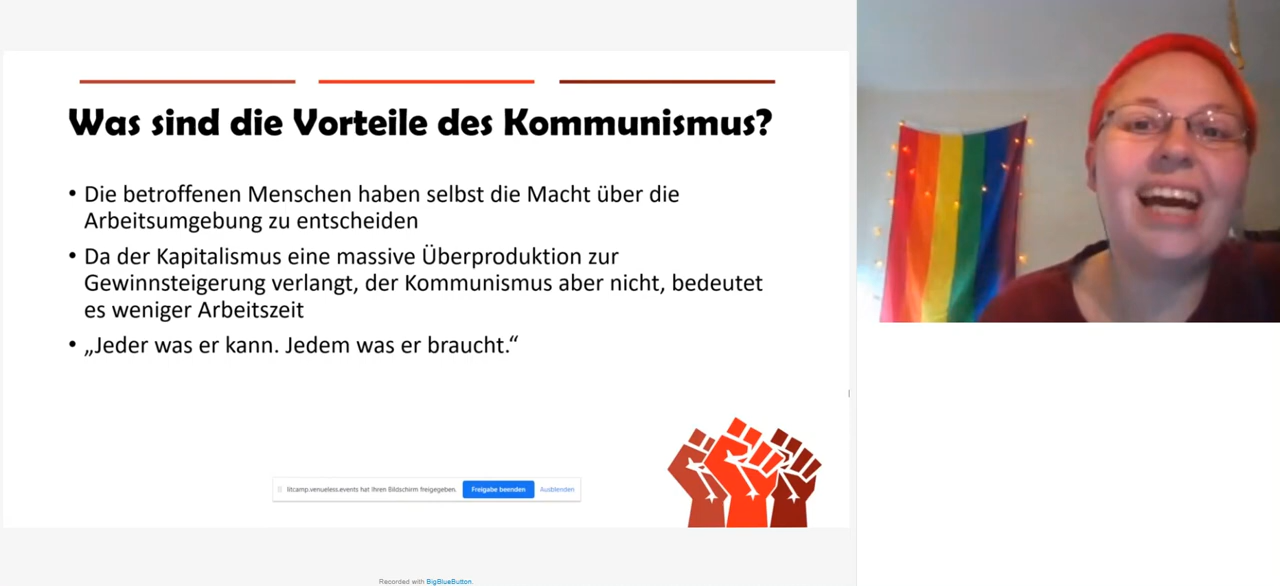 Was sind die Vorteile des Kommunismus?
• Die betroffenen Menschen haben selbst die Macht über die
Arbeitsumgebung zu entscheiden
• Da der Kapitalismus eine massive Überproduktion zur
Gewinnsteigerung verlangt, der Kommunismus aber nicht, bedeutet
es weniger Arbeitszeit
• „Jeder was er kann. Jedem was er braucht.“
litcamp.venueless.events hat Ihren Bildschirm freigegeben.
Freigabe beenden
Ausblenden
Recorded with BigBlueButton.